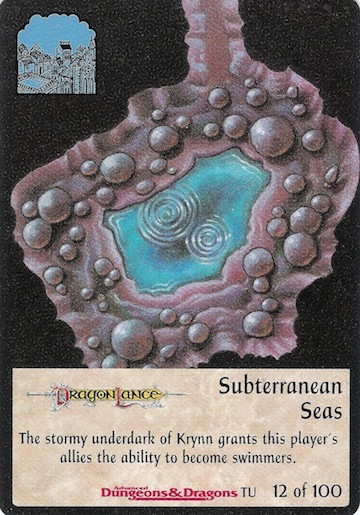 DragonLance
Subterranean
Seas
The stormy underdark of Krynn grants this player's
allies the ability to become swimmers.
Advanced
Dungeons&Dragons TU 12 of 100